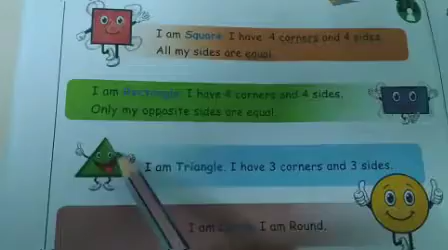 I am Square. I have 4 corners and 4 sides.
All my sides are equal.
I am Rectangle. I have 4 corners and 4 sides.
Only my opposite sides are equal.
I am Triangle. I have 3 corners and 3 sides.
I am I am Round.